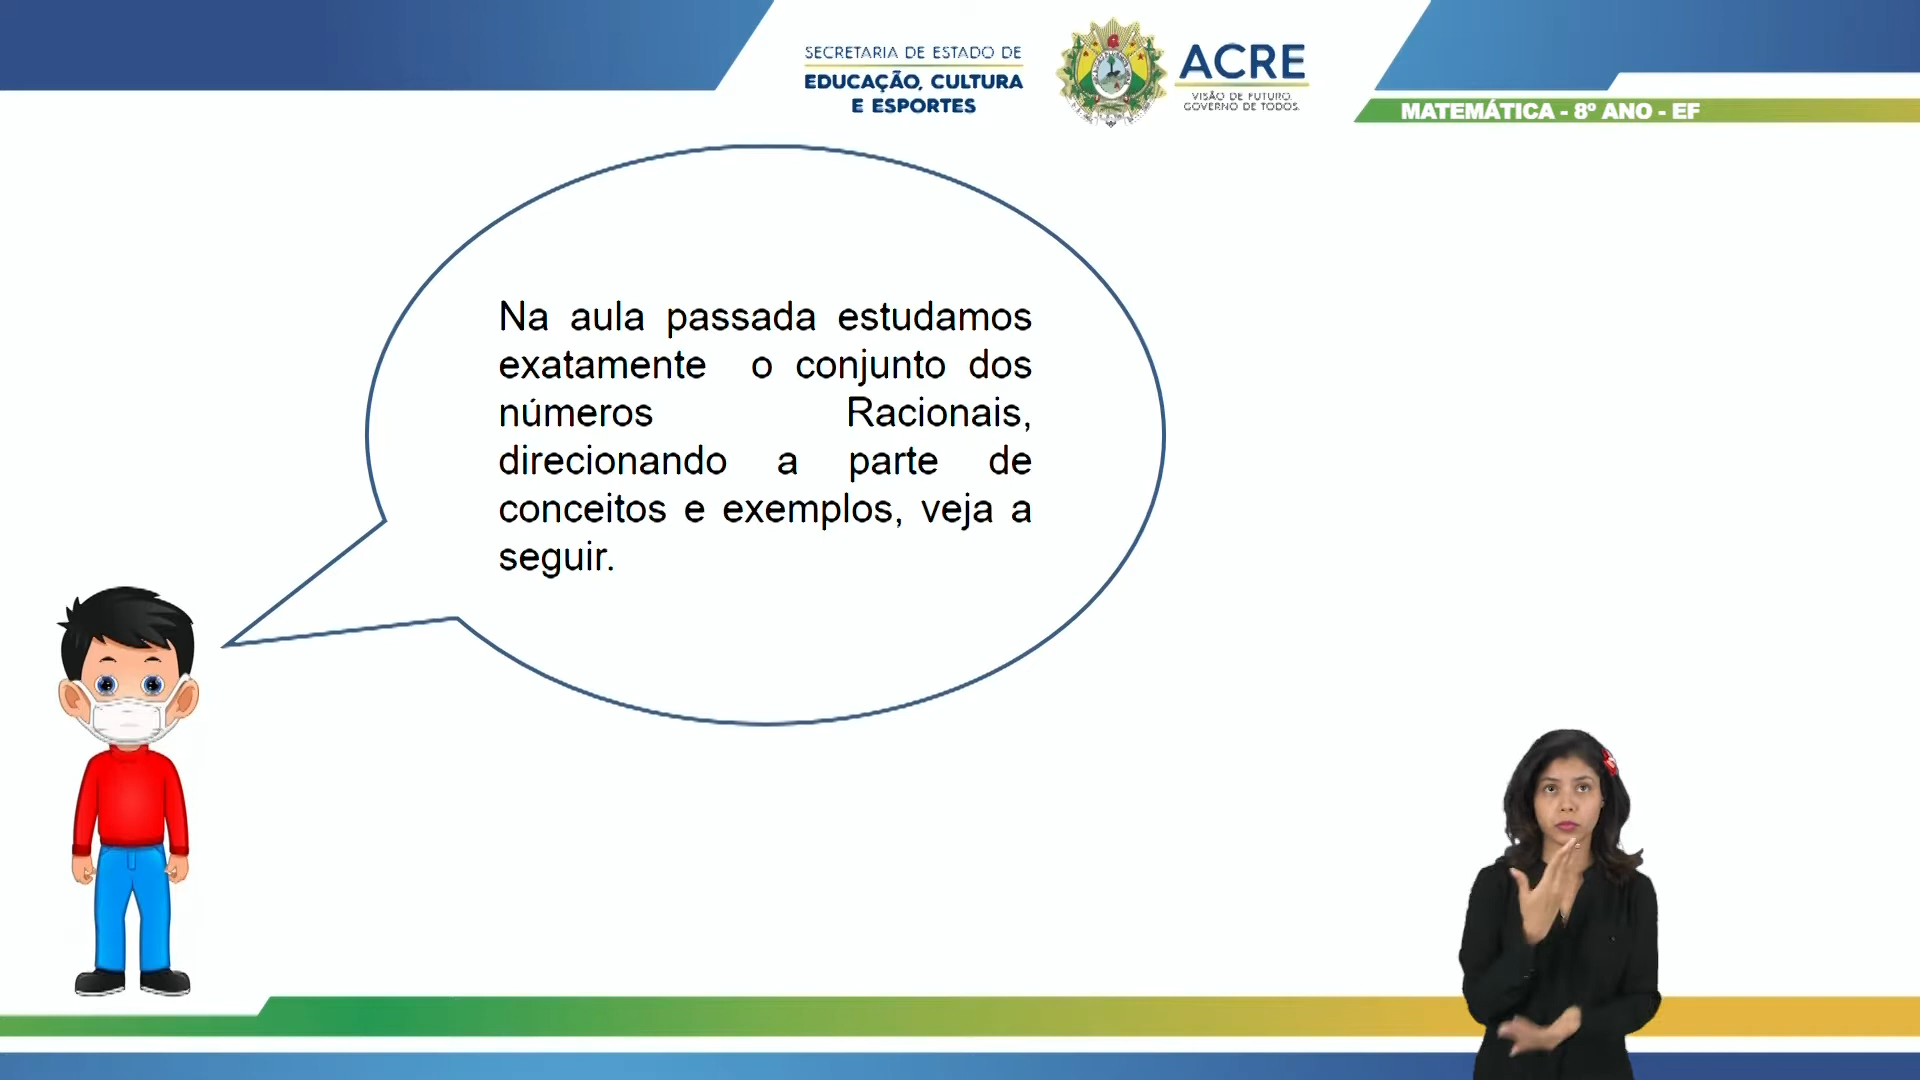 SECRETARIA DE ESTADO DE
EDUCAÇÃO, CULTURA
E ESPORTES
ACRE
VISÃO DE FUTURO.
GOVERNO DE TODOS.
MATEMÁTICA - 8º ANO - EF
Na aula passada estudamos
exatamente o conjunto dos
números Racionais,
direcionando a parte de
conceitos e exemplos, veja a
seguir.